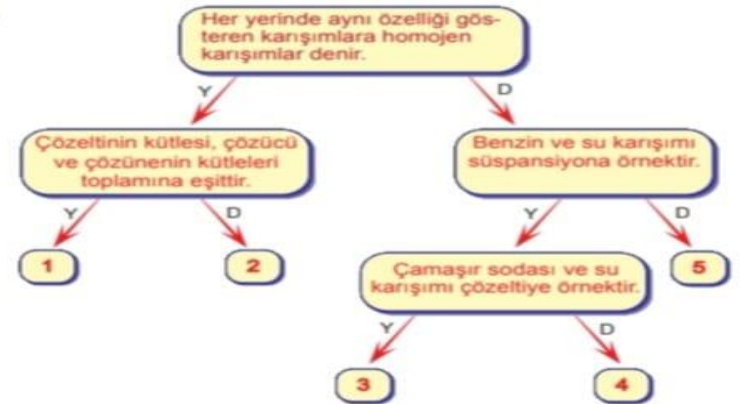 Her yerinde aynı özelliği gös-
teren karışımlara homojen
karışımlar denir.
Y
D
Çözeltinin kütlesi, çözücü
ve çözünenin kütleleri
toplamına eşittir.
Benzin ve su karışımı
süspansiyona örnektir.
Y
D
Y
D
1
2
Çamaşır sodası ve su
karışımı çözeltiye örnektir.
5
Y
D
3
4